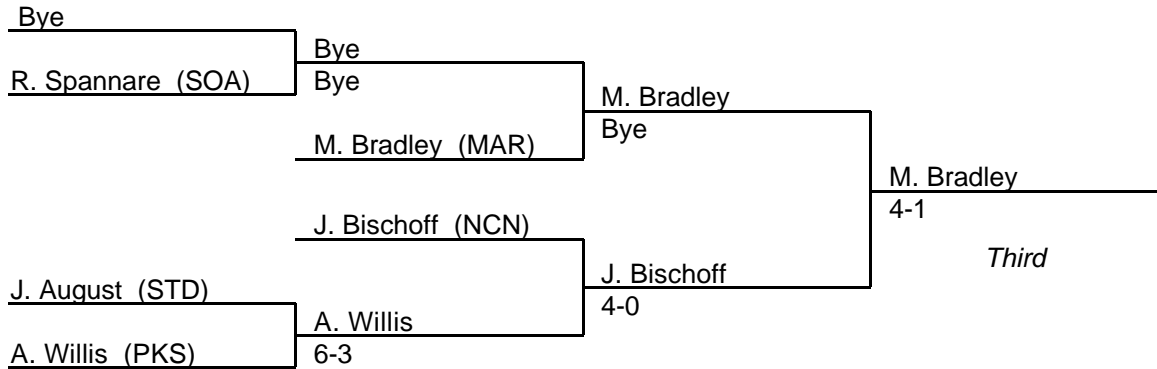 Bye
R. Spannare (SOA)
Bye
Bye
M. Bradley (MAR)
M. Bradley
Bye
M. Bradley
4-1
Third
J. Bischoff (NCN)
J. Bischoff
4-0
J. August (STD)
A. Willis (PKS)
A. Willis
6-3